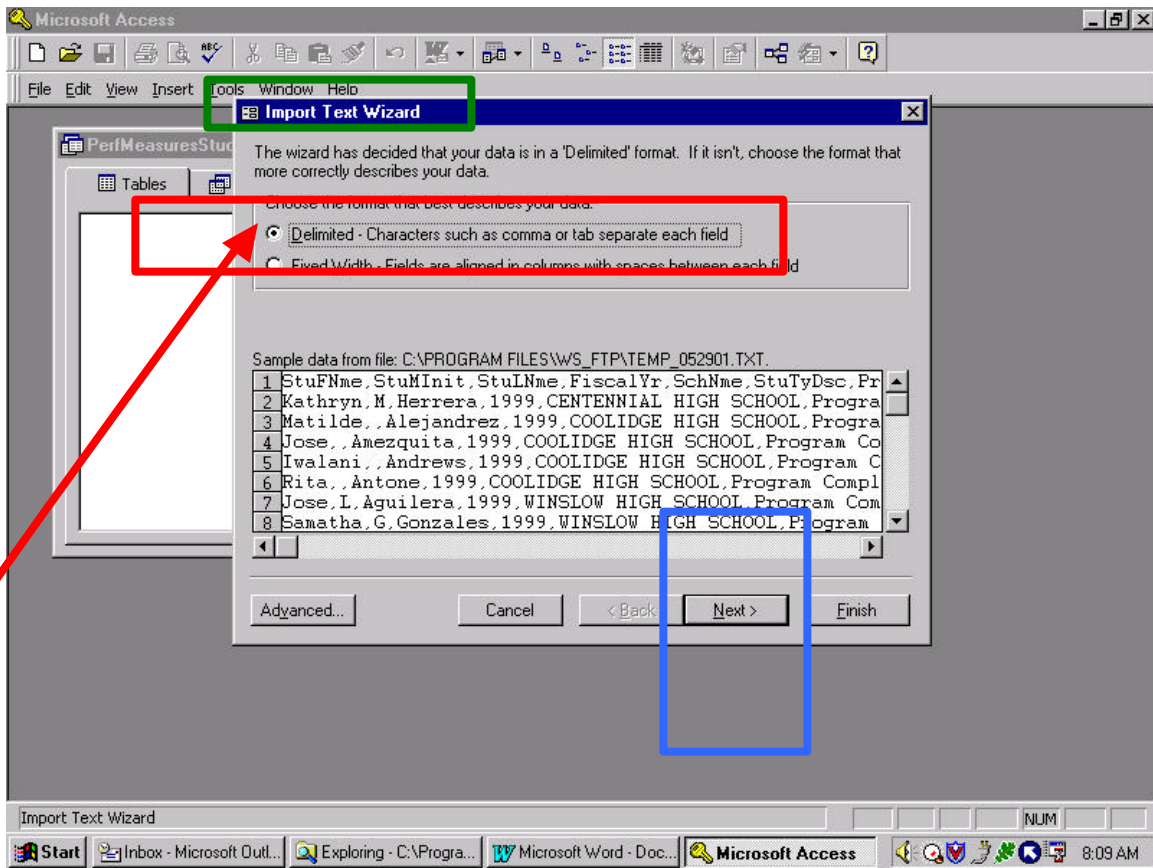 Microsoft Access
File Edit View Insert Tools Window Help
Import Text Wizard
PerfMeasuresStud
Tables
The wizard has decided that your data is in a 'Delimited' format. If it isn't, choose the format that
more correctly describes your data.
Choose the format that best describes your data:
Delimited - Characters such as comma or tab separate each field
Fixed Width - Fields are aligned in columns with spaces between each field
Sample data from file: C:\PROGRAM FILES\WS_FTP\TEMP_052901.TXT.
1 StuFNme,StuMInit,StuLNme,FiscalYr,SchNme,StuTyDsc,Pr
2 Kathryn,M,Herrera,1999,CENTENNIAL HIGH SCHOOL,Progra
3 Matilde,,Alejandrez,1999,COOLIDGE HIGH SCHOOL,Progra
4 Jose,,Amezquita,1999,COOLIDGE HIGH SCHOOL,Program Co
5 Iwalani,,Andrews,1999,COOLIDGE HIGH SCHOOL,Program C
6 Rita,,Antone,1999,COOLIDGE HIGH SCHOOL,Program Compl
7 Jose,L,Aguilera,1999,WINSLOW HIGH SCHOOL,Program Com
8 Samatha,G,Gonzales,1999,WINSLOW HIGH SCHOOL,Program
Advanced... Cancel < Back Next > Finish
Import Text Wizard NUM
Start Inbox - Microsoft Outl... Exploring - C:\Progra... Microsoft Word - Doc... Microsoft Access 8:09 AM